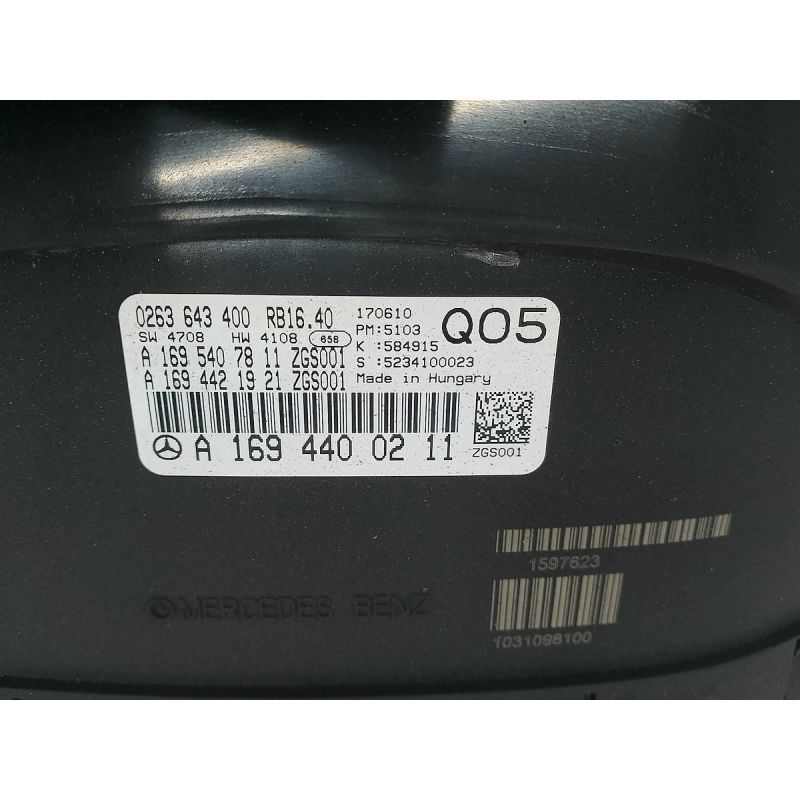 0263 643 400 RB16.40 170610 Q05
SW 4708 HW 4108 658 PM:5103
K :584915
A 169 540 78 11 ZGS001 S :5234100023
A 169 442 19 21 ZGS001 Made in Hungary
A 169 440 02 11 ZGS001
1597623
MERCEDES BENZ
1031098100